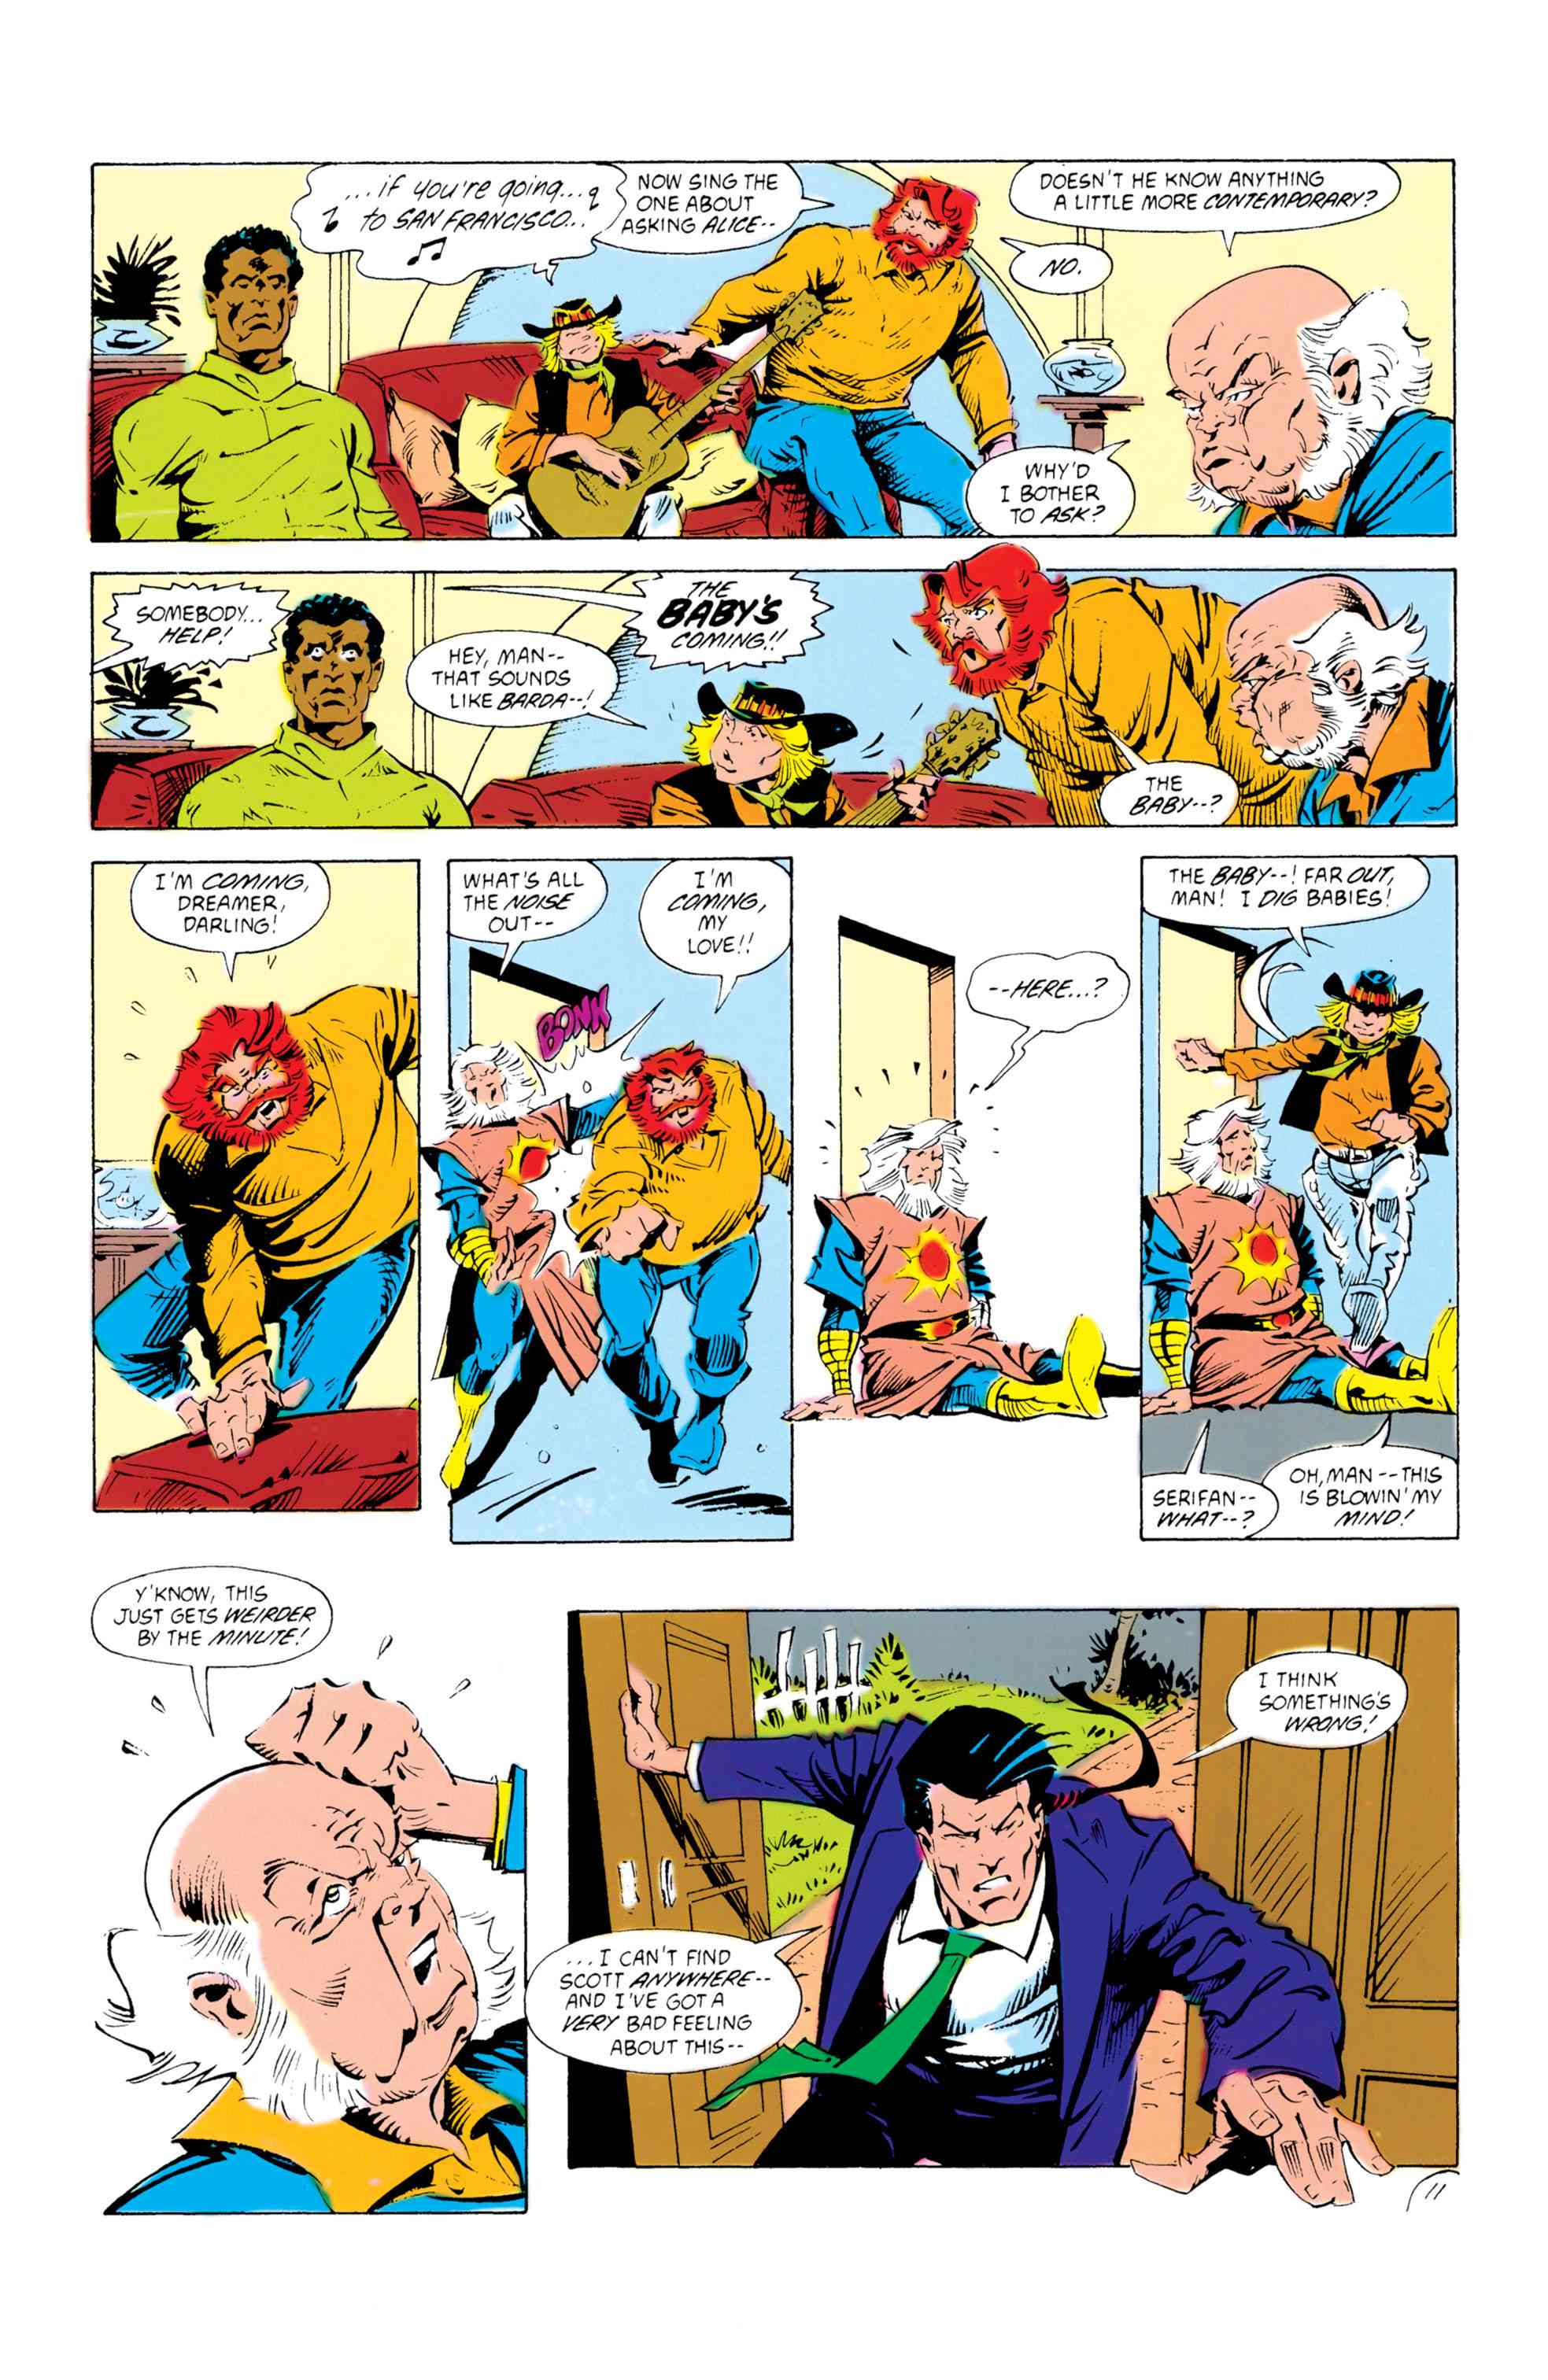 ...if you're going...
to SAN FRANCISCO...
NOW SING THE
ONE ABOUT
ASKING ALICE--
DOESN'T HE KNOW ANYTHING
A LITTLE MORE CONTEMPORARY?
NO.
WHY'D
I BOTHER
TO ASK?
SOMEBODY...
HELP!
THE
BABY'S
COMING!!
HEY, MAN--
THAT SOUNDS
LIKE BARDA--!
THE
BABY--?
I'M COMING,
DREAMER,
DARLING!
WHAT'S ALL
THE NOISE
OUT--
BONK
I'M
COMING,
MY
LOVE!!
--HERE...?
THE BABY--! FAR OUT,
MAN! I DIG BABIES!
SERIFAN--
WHAT--?
OH, MAN--THIS
IS BLOWIN' MY
MIND!
Y'KNOW, THIS
JUST GETS WEIRDER
BY THE MINUTE!
I THINK
SOMETHING'S
WRONG!
...I CAN'T FIND
SCOTT ANYWHERE--
AND I'VE GOT A
VERY BAD FEELING
ABOUT THIS--
11